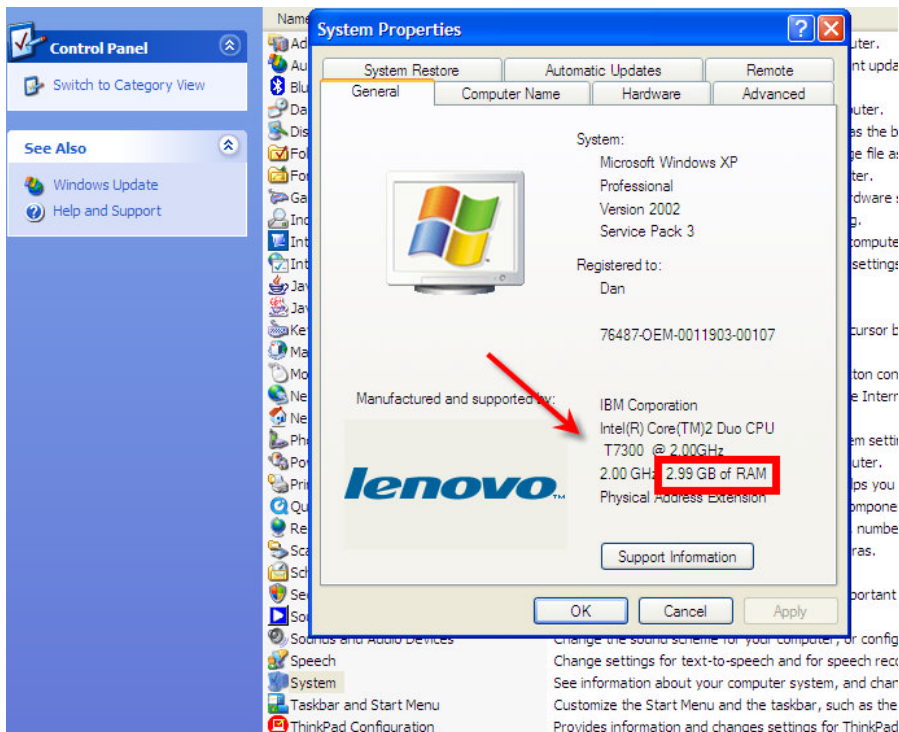 Control Panel
Switch to Category View
See Also
Windows Update
Help and Support
Name
System Properties
System Restore
Automatic Updates
Remote
General
Computer Name
Hardware
Advanced
System:
Microsoft Windows XP
Professional
Version 2002
Service Pack 3
Registered to:
Dan
76487-OEM-0011903-00107
Manufactured and supported by:
IBM Corporation
Intel(R) Core(TM)2 Duo CPU
T7300 @ 2.00GHz
2.00 GHz, 2.99 GB of RAM
Physical Address Extension
lenovo
Support Information
OK
Cancel
Apply
Sounds and Audio Devices Change the sound scheme for your computer, or config
Speech Change settings for text-to-speech and for speech reco
System See information about your computer system, and chan
Taskbar and Start Menu Customize the Start Menu and the taskbar, such as the
ThinkPad Configuration Provides information and changes settings for ThinkPad